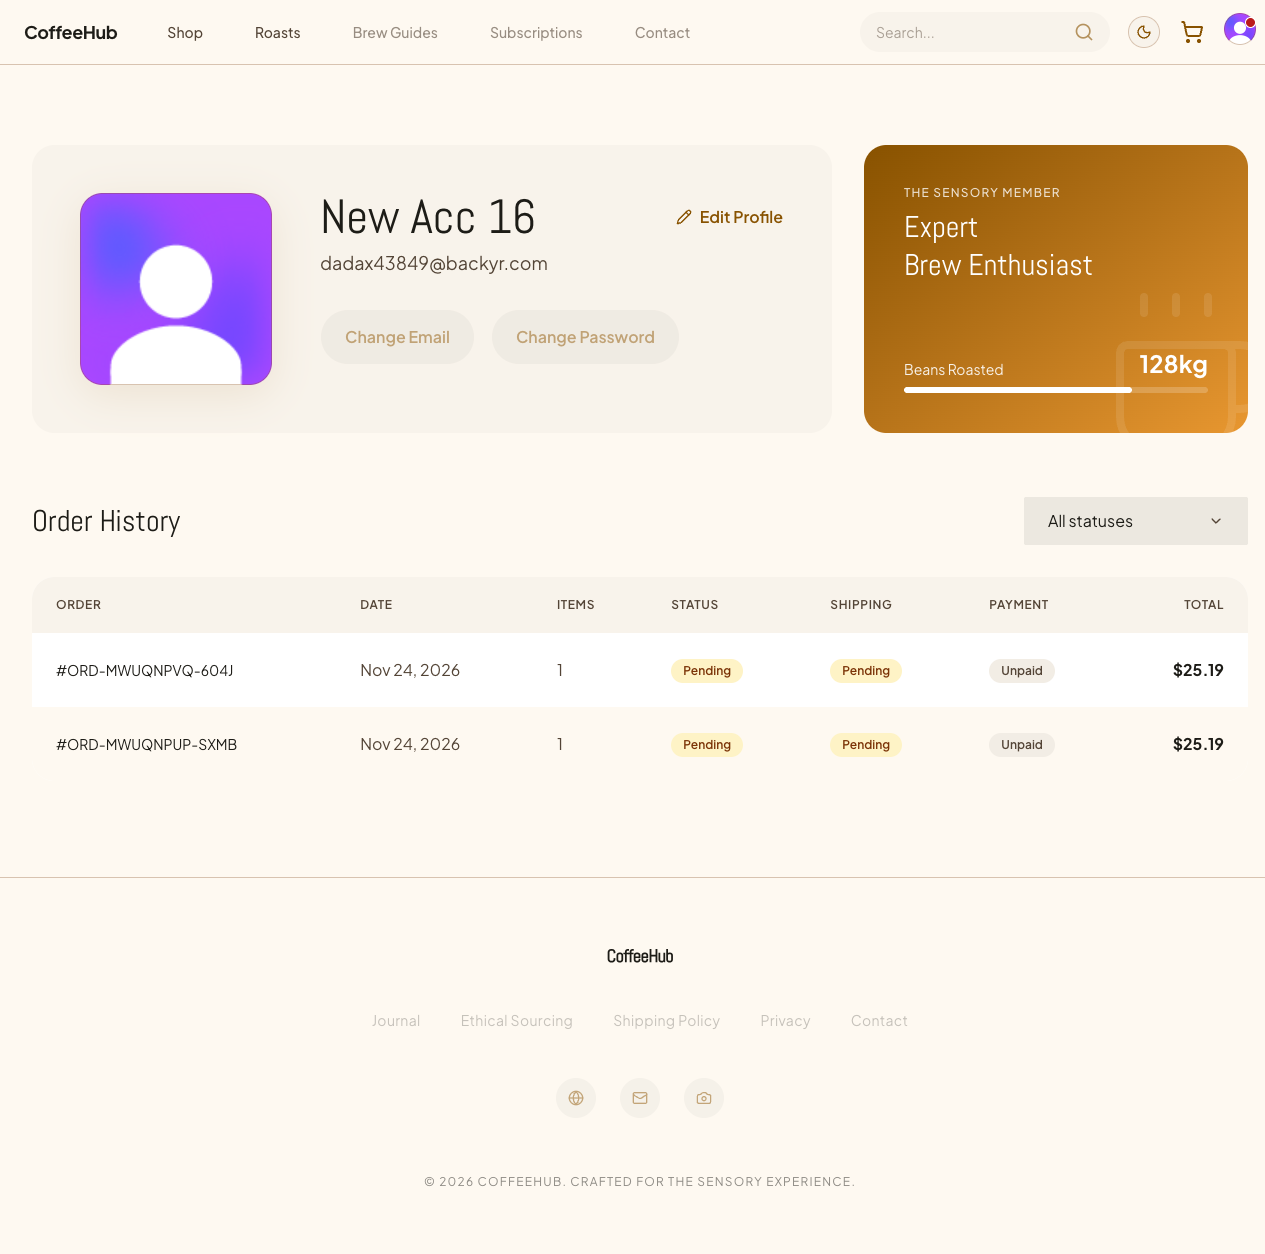 CoffeeHub Shop Roasts Brew Guides Subscriptions Contact Search...
New Acc 16
Edit Profile
dadax43849@backyr.com
Change Email Change Password
THE SENSORY MEMBER
Expert
Brew Enthusiast
Beans Roasted 128kg
Order History
All statuses
ORDER DATE ITEMS STATUS SHIPPING PAYMENT TOTAL
#ORD-MWUQNPVQ-604J Nov 24, 2026 1 Pending Pending Unpaid $25.19
#ORD-MWUQNPUP-SXMB Nov 24, 2026 1 Pending Pending Unpaid $25.19
CoffeeHub
Journal Ethical Sourcing Shipping Policy Privacy Contact
© 2026 COFFEEHUB. CRAFTED FOR THE SENSORY EXPERIENCE.